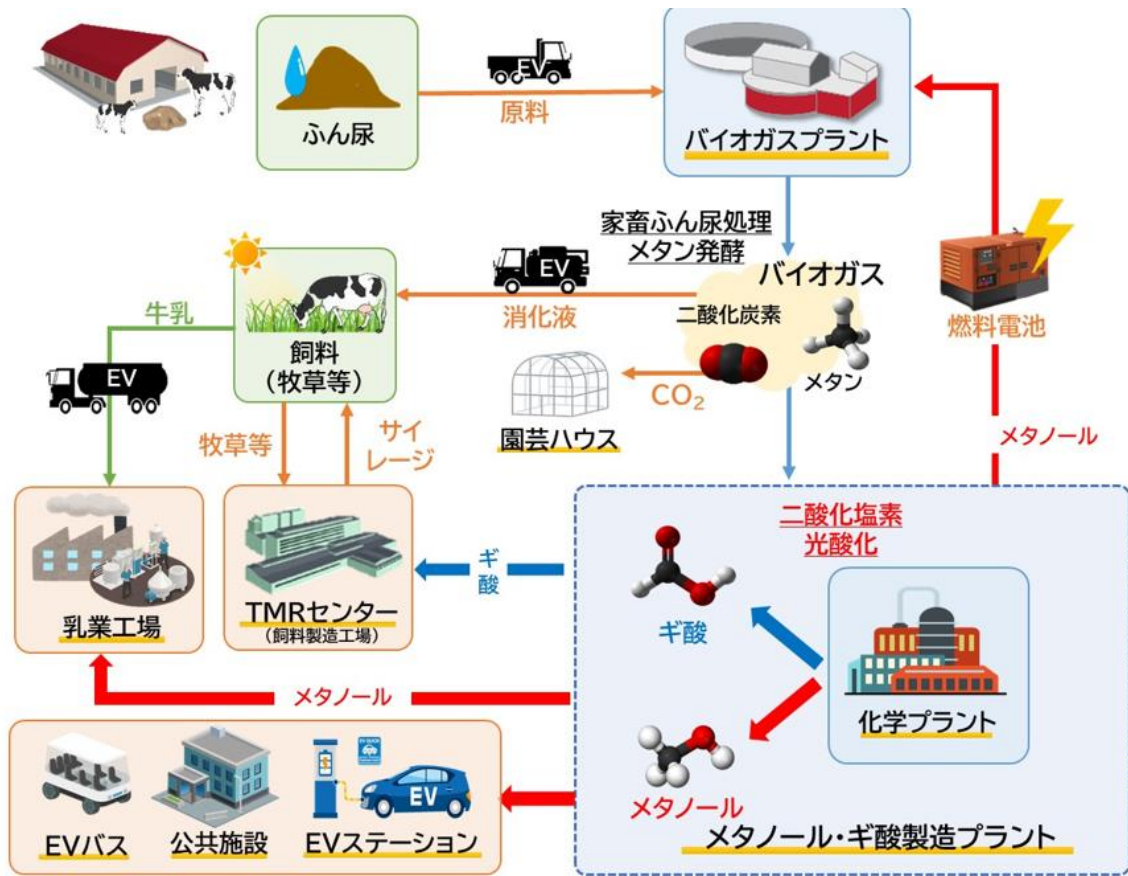 EV
原料
ふん尿
バイオガスプラント
家畜ふん尿処理
メタン発酵
バイオガス
二酸化炭素
メタン
EV
消化液
燃料電池
牛乳
飼料
(牧草等)
CO₂
園芸ハウス
EV
牧草等
サイ
レージ
メタノール
二酸化塩素
光酸化
ギ
酸
ギ酸
乳業工場
TMRセンター
(飼料製造工場)
化学プラント
メタノール
メタノール
メタノール・ギ酸製造プラント
EV
EVバス
公共施設
EVステーション